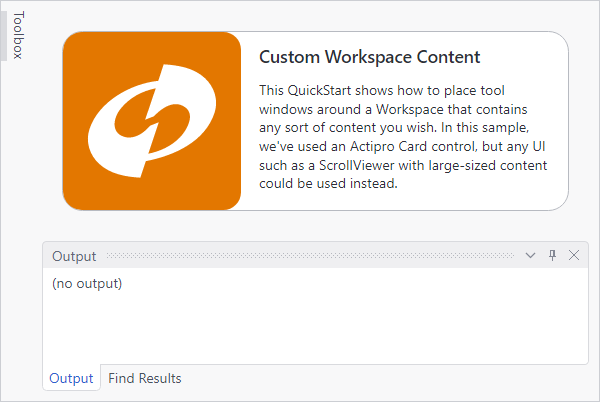 Toolbox
Custom Workspace Content
This QuickStart shows how to place tool
windows around a Workspace that contains
any sort of content you wish. In this sample,
we've used an Actipro Card control, but any UI
such as a ScrollViewer with large-sized content
could be used instead.
Output
(no output)
Output Find Results